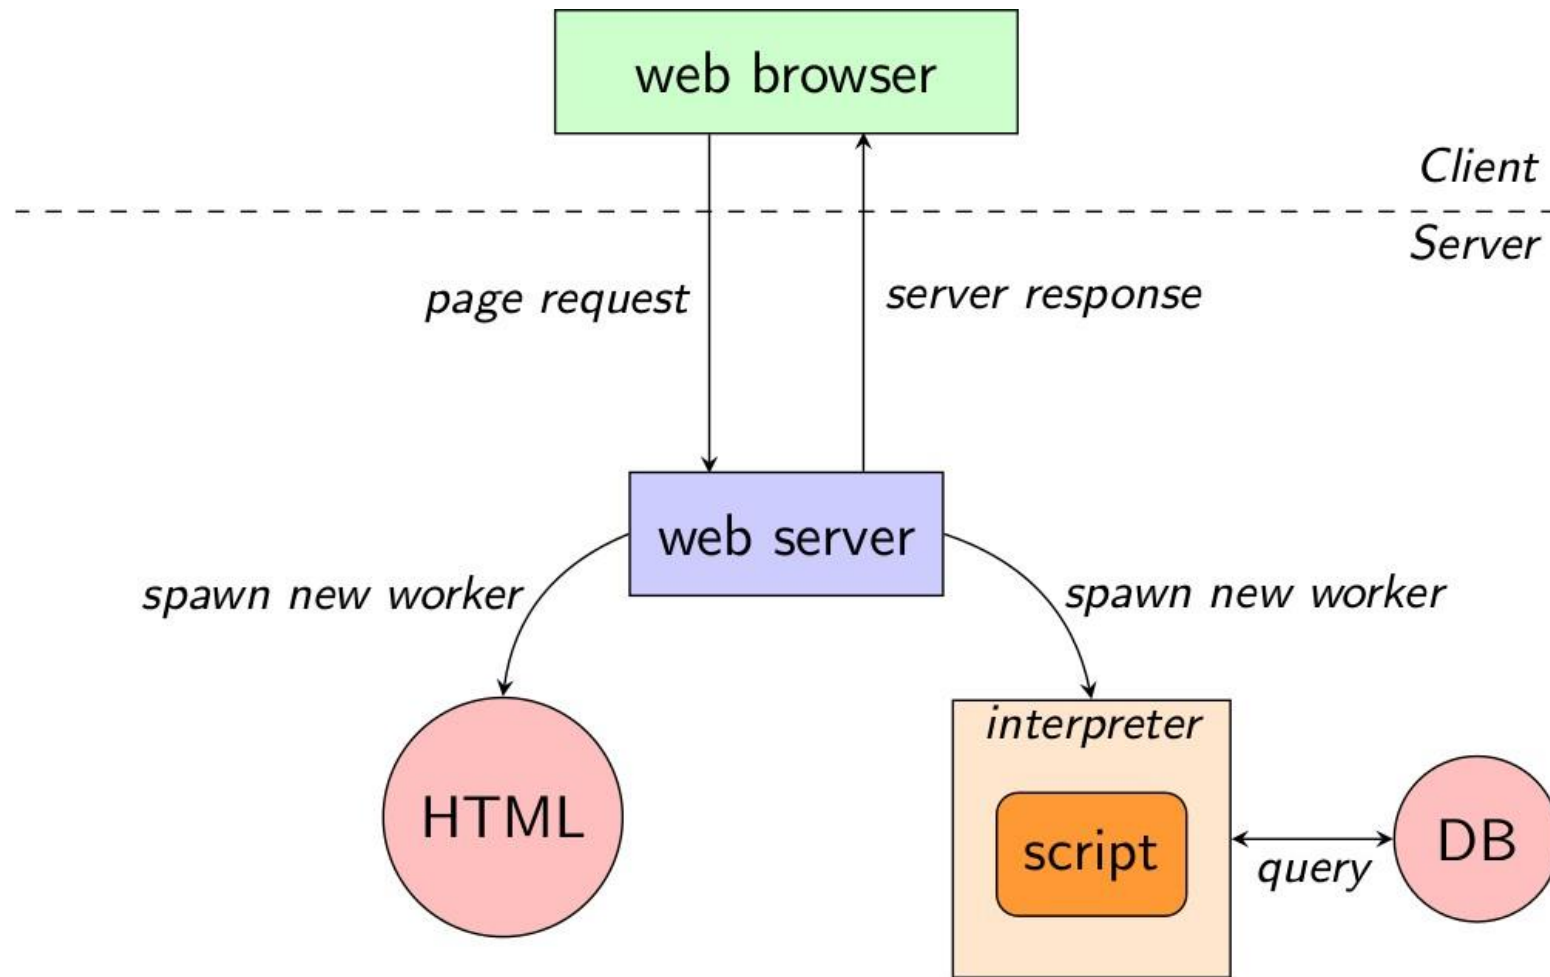 web browser
Client
Server
page request
server response
web server
spawn new worker
spawn new worker
interpreter
HTML
script
DB
query